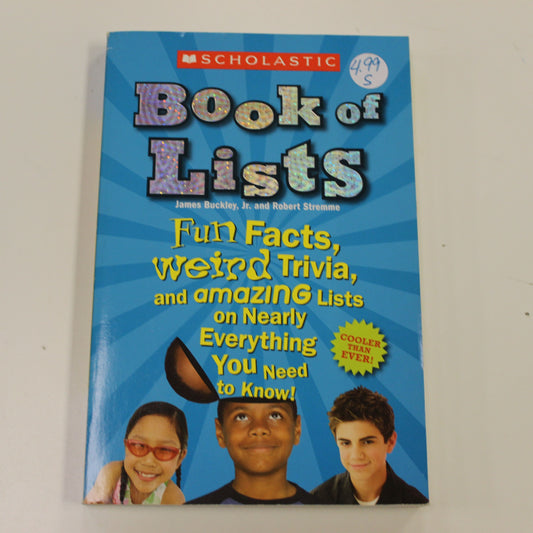 SCHOLASTIC
4.99
S
Book of
Lists
James Buckley, Jr. and Robert Stremme
Fun Facts,
weird Trivia,
and amazing Lists
on Nearly
Everything
You Need
to Know!
COOLER
THAN
EVER!